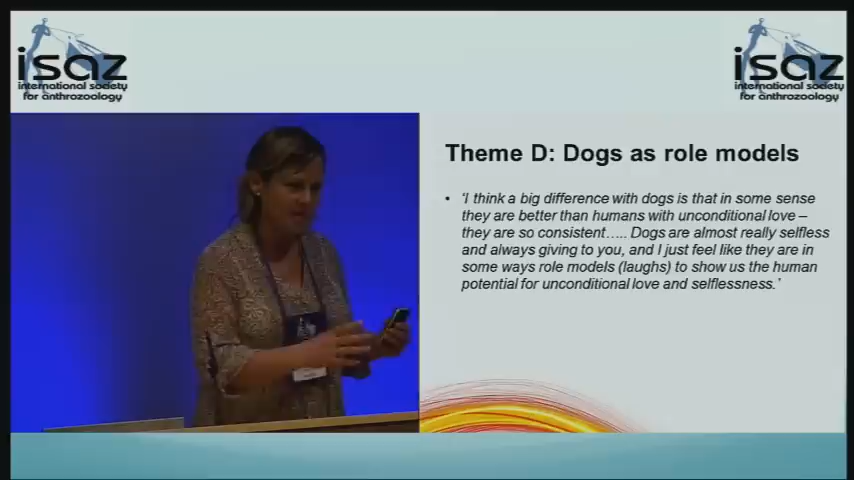 isaz
international society
for anthrozoology
isaz
international society
for anthrozoology
Theme D: Dogs as role models
• ‘I think a big difference with dogs is that in some sense
they are better than humans with unconditional love –
they are so consistent….. Dogs are almost really selfless
and always giving to you, and I just feel like they are in
some ways role models (laughs) to show us the human
potential for unconditional love and selflessness.’